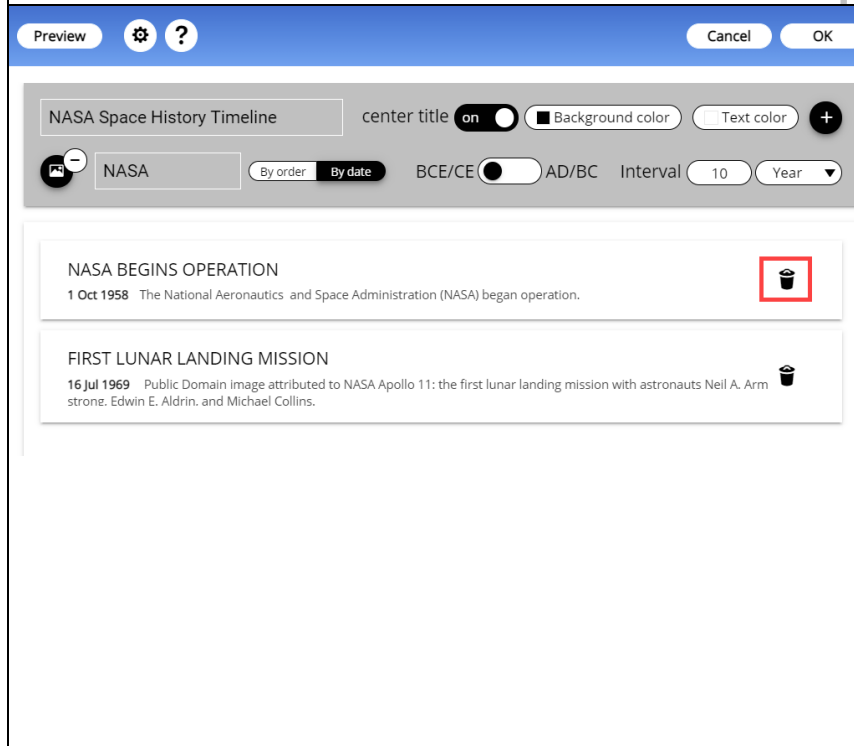 Preview ? Cancel OK
NASA Space History Timeline center title on Background color Text color +
NASA By order By date BCE/CE AD/BC Interval 10 Year
NASA BEGINS OPERATION
1 Oct 1958 The National Aeronautics and Space Administration (NASA) began operation.
FIRST LUNAR LANDING MISSION
16 Jul 1969 Public Domain image attributed to NASA Apollo 11: the first lunar landing mission with astronauts Neil A. Arm
strong, Edwin E. Aldrin, and Michael Collins.